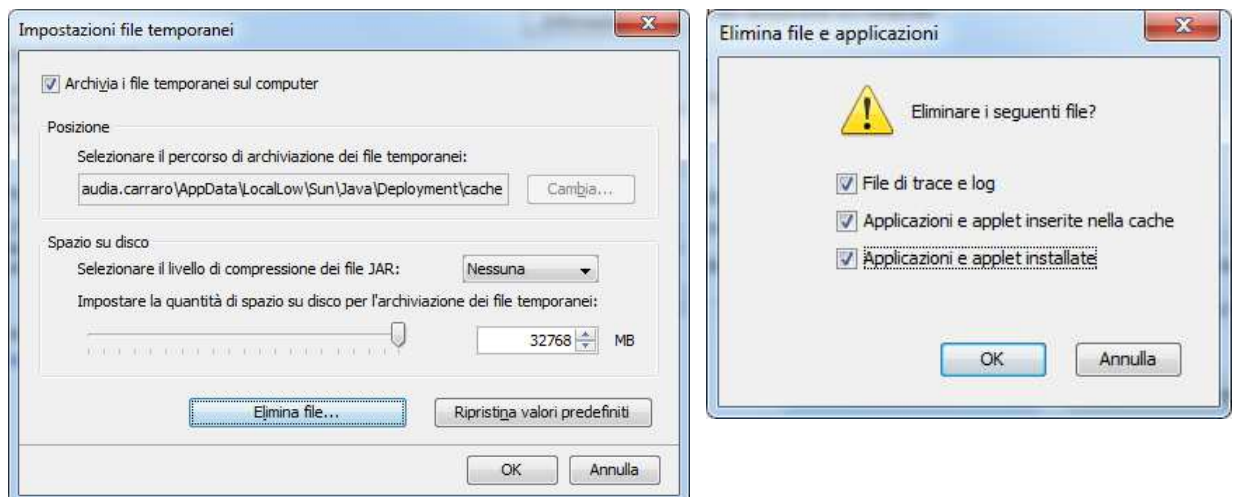 Impostazioni file temporanei
Archivia i file temporanei sul computer
Posizione
Selezionare il percorso di archiviazione dei file temporanei:
audia.carraro\AppData\LocalLow\Sun\Java\Deployment\cache
Cambia...
Spazio su disco
Selezionare il livello di compressione dei file JAR:
Nessuna
Impostare la quantità di spazio su disco per l'archiviazione dei file temporanei:
32768 MB
Elimina file...
Ripristina valori predefiniti
OK
Annulla
Elimina file e applicazioni
Eliminare i seguenti file?
File di trace e log
Applicazioni e applet inserite nella cache
Applicazioni e applet installate
OK
Annulla